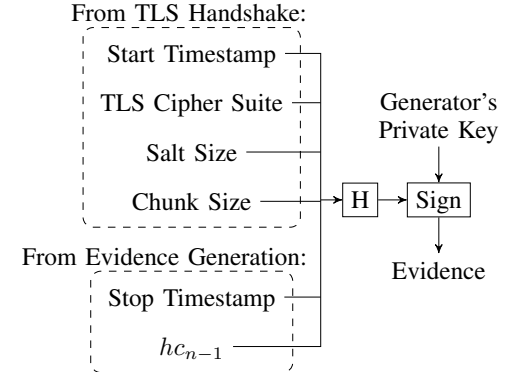 From TLS Handshake:
Start Timestamp
TLS Cipher Suite
Salt Size
Chunk Size
Generator's
Private Key
H
Sign
Evidence
From Evidence Generation:
Stop Timestamp
hc_{n−1}